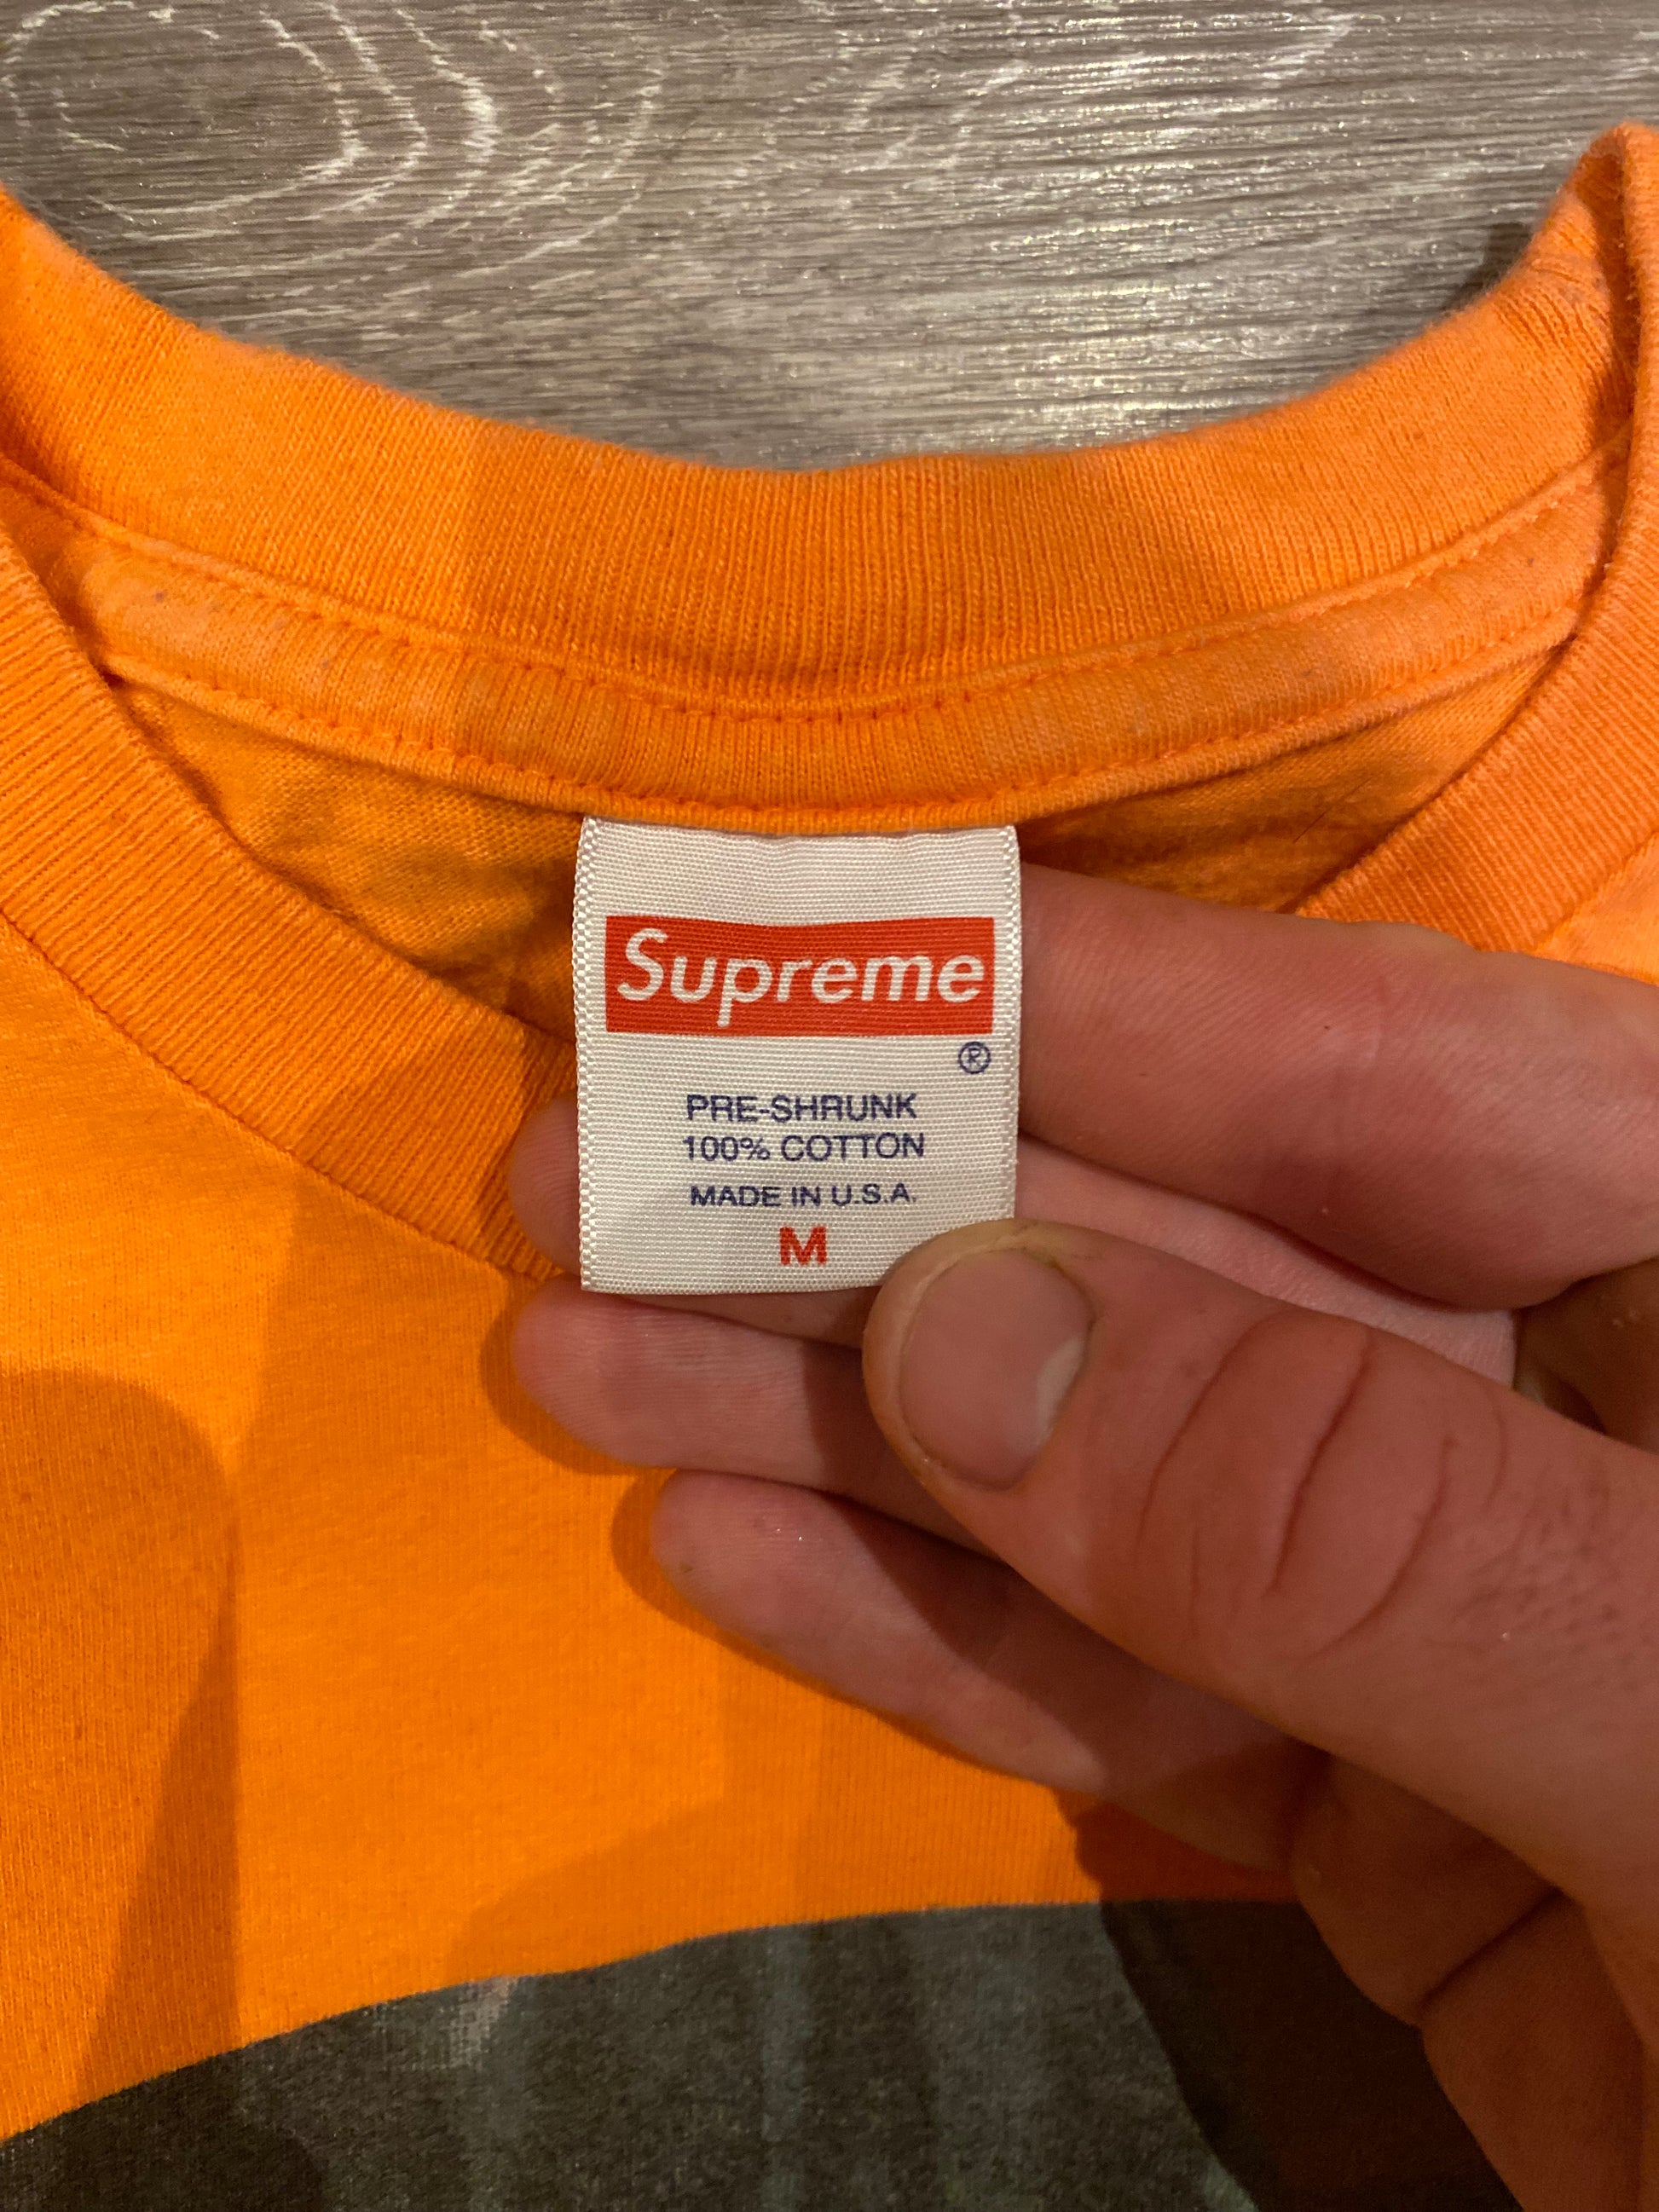 Supreme
®
PRE-SHRUNK
100% COTTON
MADE IN U.S.A.
M